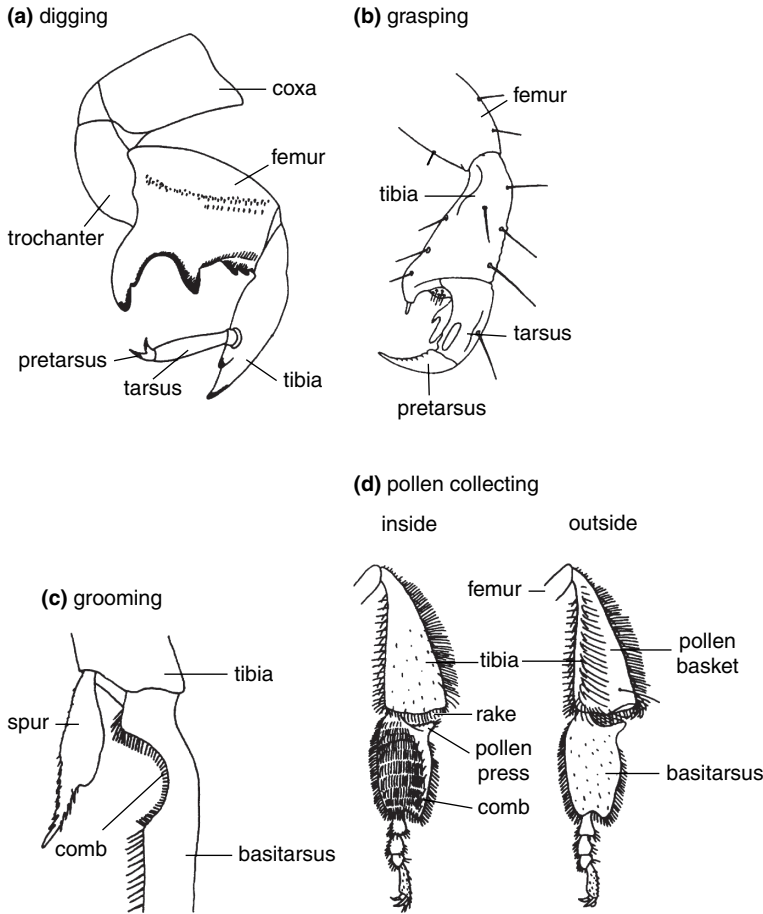 (a) digging
coxa
femur
trochanter
pretarsus
tarsus
tibia
(b) grasping
femur
tibia
tarsus
pretarsus
(c) grooming
tibia
spur
comb
basitarsus
(d) pollen collecting
inside
outside
femur
tibia
pollen
basket
rake
pollen
press
comb
basitarsus